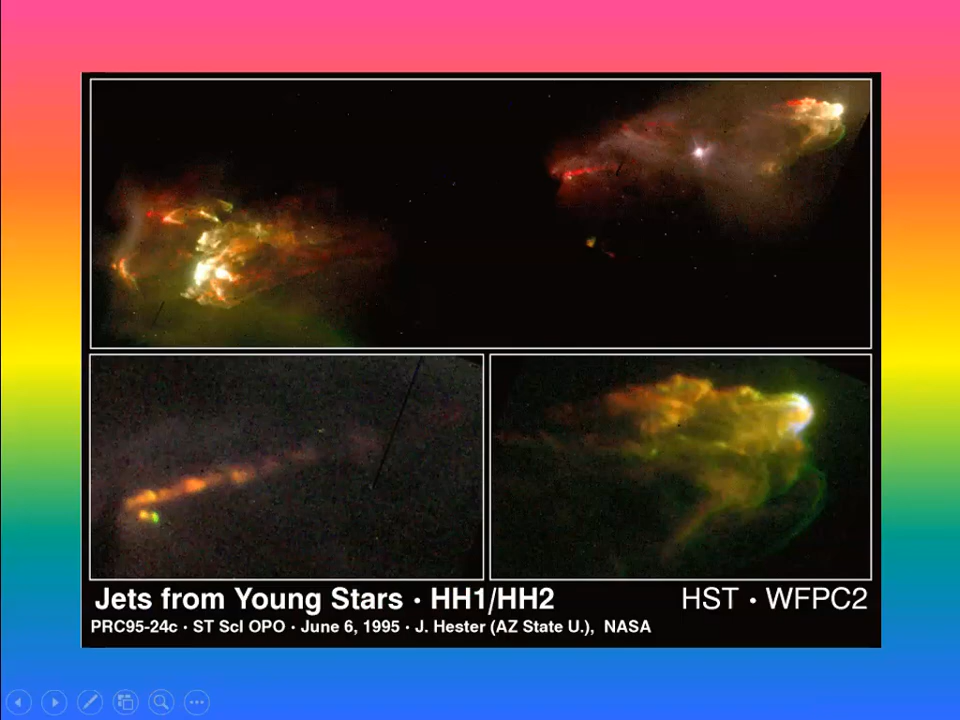 Jets from Young Stars · HH1/HH2 HST · WFPC2
PRC95-24c · ST ScI OPO · June 6, 1995 · J. Hester (AZ State U.), NASA